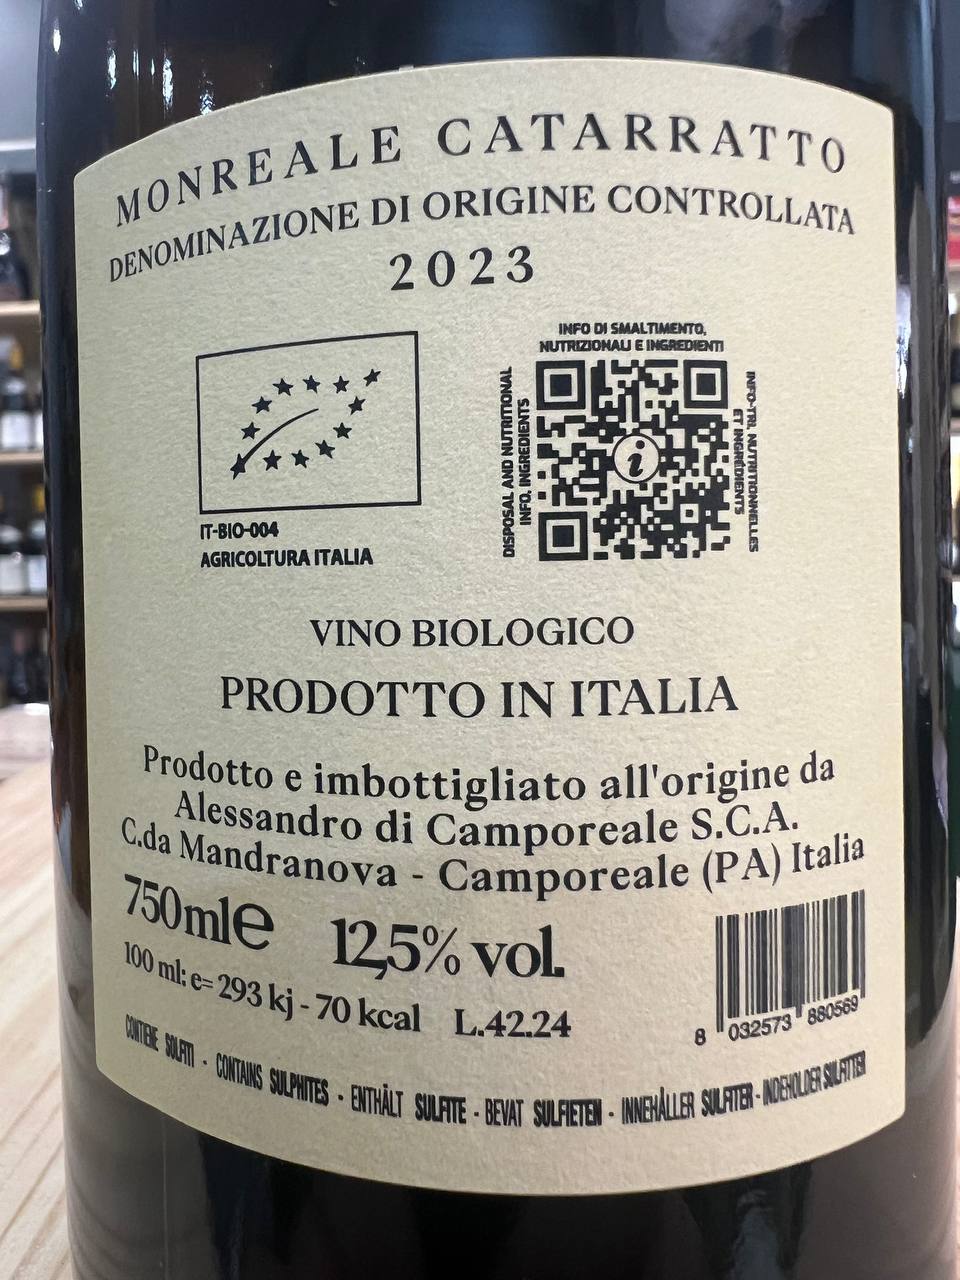 MONREALE CATARRATTO
DENOMINAZIONE DI ORIGINE CONTROLLATA
2023
INFO DI SMALTIMENTO,
NUTRIZIONALI E INGREDIENTI
DISPOSAL AND NUTRITIONAL
INFO, INGREDIENTS
INFO-TRI, NUTRITIONNELLES
ET INGRÉDIENTS
i
IT-BIO-004
AGRICOLTURA ITALIA
VINO BIOLOGICO
PRODOTTO IN ITALIA
Prodotto e imbottigliato all'origine da
Alessandro di Camporeale S.C.A.
C.da Mandranova - Camporeale (PA) Italia
750ml e 12,5% vol.
100 ml: e= 293 kj - 70 kcal L.42.24
8 032573 880569
CONTIENE SOLFITI - CONTAINS SULPHITES - ENTHÄLT SULFITE - BEVAT SULFIETEN - INNEHÅLLER SULFITER - INDEHOLDER SULFITTER